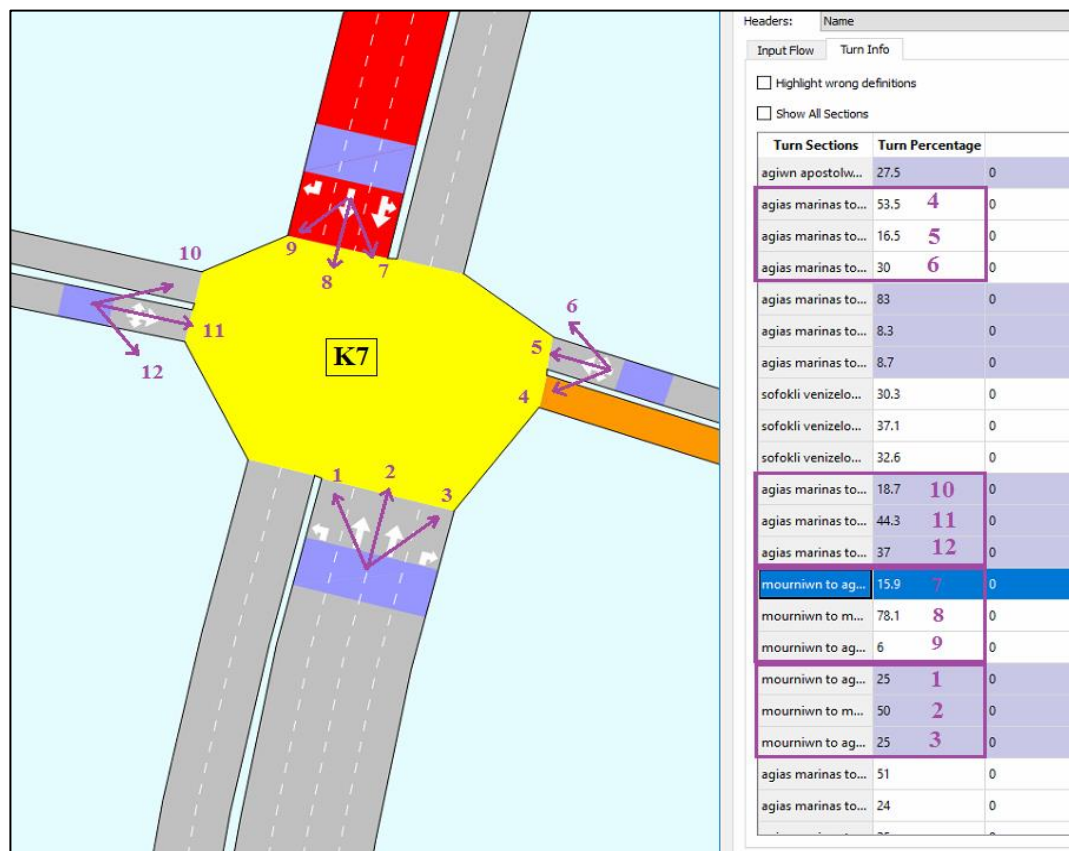 Headers: Name
Input Flow Turn Info
Highlight wrong definitions
Show All Sections
Turn Sections Turn Percentage
agiwn apostolw... 27.5 0
agias marinas to... 53.5 4 0
agias marinas to... 16.5 5 0
agias marinas to... 30 6 0
agias marinas to... 83 0
agias marinas to... 8.3 0
agias marinas to... 8.7 0
sofokli venizelo... 30.3 0
sofokli venizelo... 37.1 0
sofokli venizelo... 32.6 0
agias marinas to... 18.7 10 0
agias marinas to... 44.3 11 0
agias marinas to... 37 12 0
mourniwn to ag... 15.9 7 0
mourniwn to m... 78.1 8 0
mourniwn to ag... 6 9 0
mourniwn to ag... 25 1 0
mourniwn to m... 50 2 0
mourniwn to ag... 25 3 0
agias marinas to... 51 0
agias marinas to... 24 0
9
8
7
10
11
12
6
5
4
K7
1
2
3